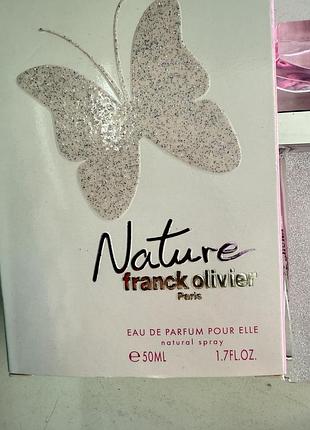 Nature
franck olivier
Paris
EAU DE PARFUM POUR ELLE
natural spray
e 50ML 1.7FL.OZ.